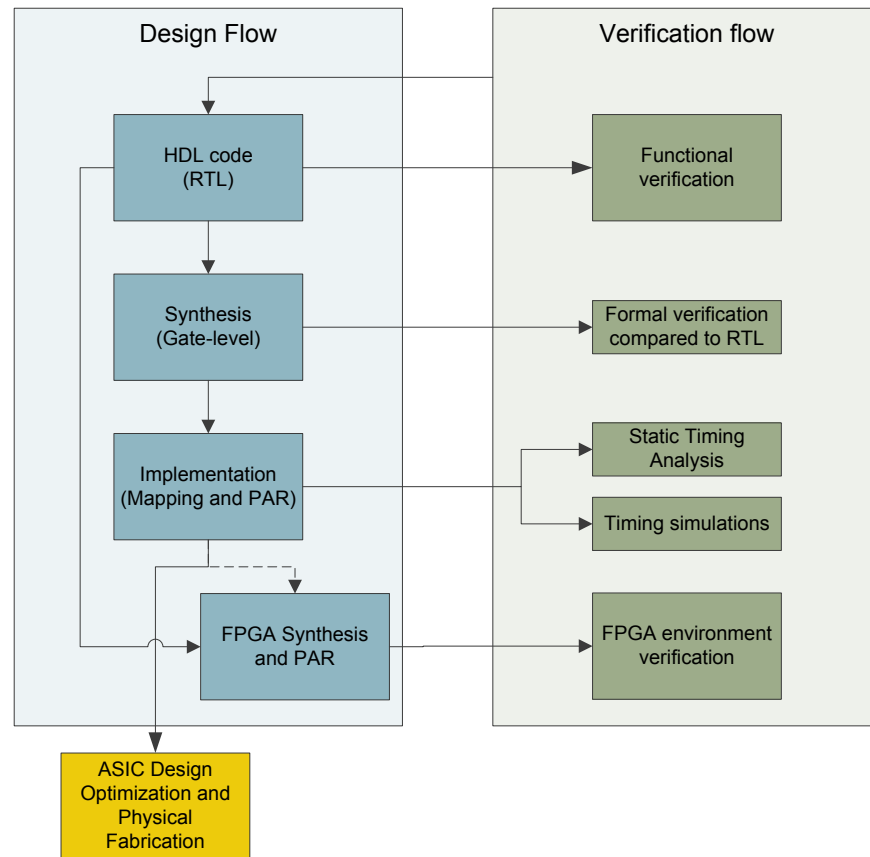 Design Flow
Verification flow
HDL code
(RTL)
Functional
verification
Synthesis
(Gate-level)
Formal verification
compared to RTL
Implementation
(Mapping and PAR)
Static Timing
Analysis
Timing simulations
FPGA Synthesis
and PAR
FPGA environment
verification
ASIC Design
Optimization and
Physical
Fabrication